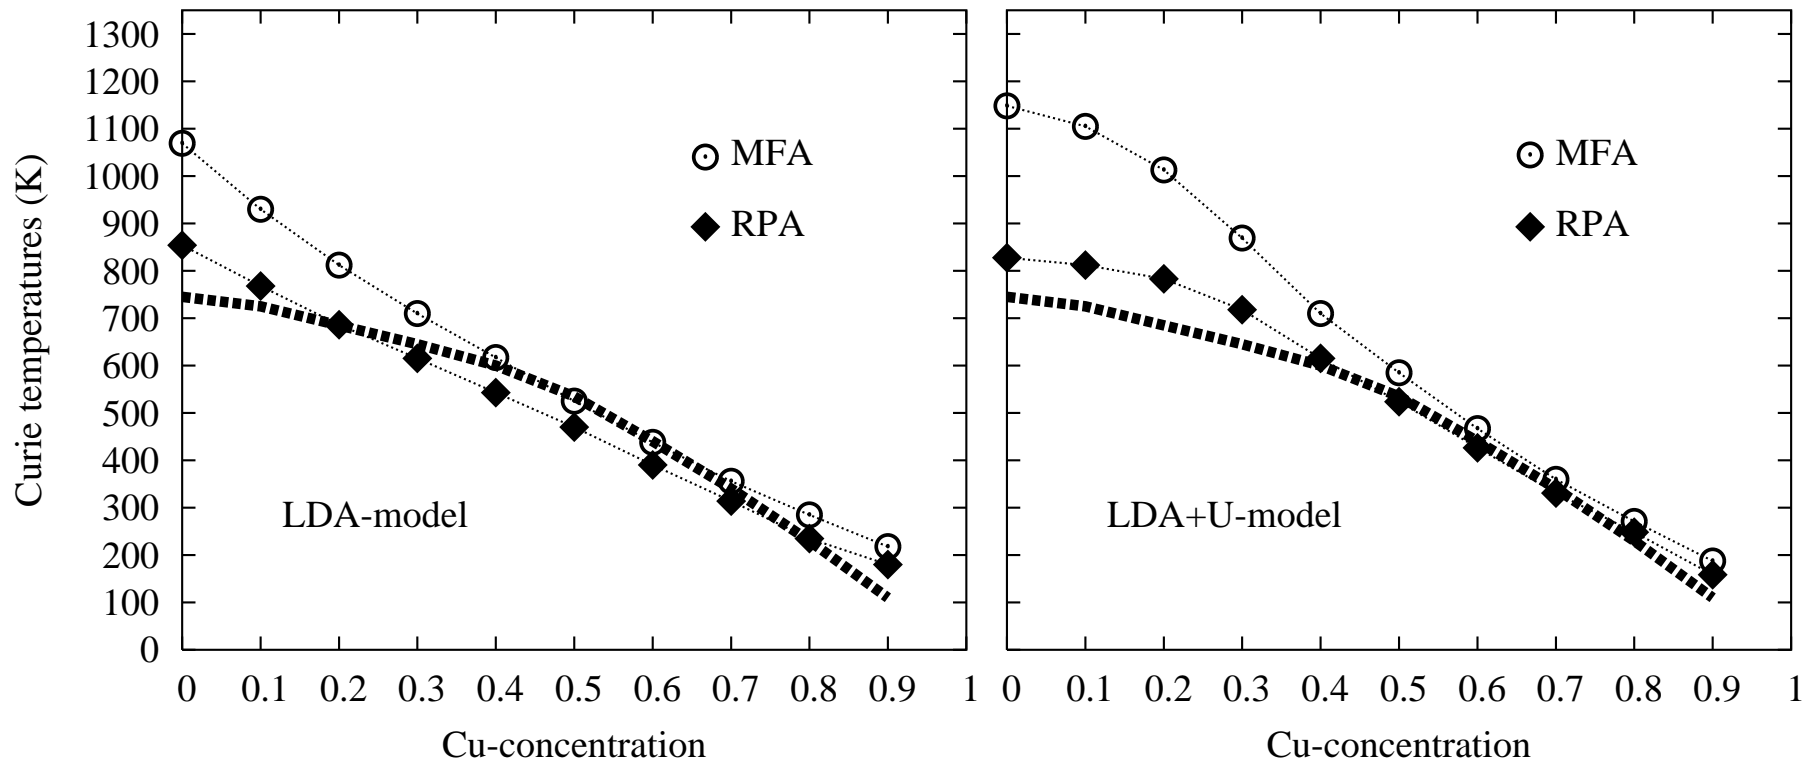 1300
1200
1100
1000
900
800
700
600
500
400
300
200
100
0
Curie temperatures (K)
MFA
RPA
LDA-model
0 0.1 0.2 0.3 0.4 0.5 0.6 0.7 0.8 0.9 1
Cu-concentration
MFA
RPA
LDA+U-model
0 0.1 0.2 0.3 0.4 0.5 0.6 0.7 0.8 0.9 1
Cu-concentration